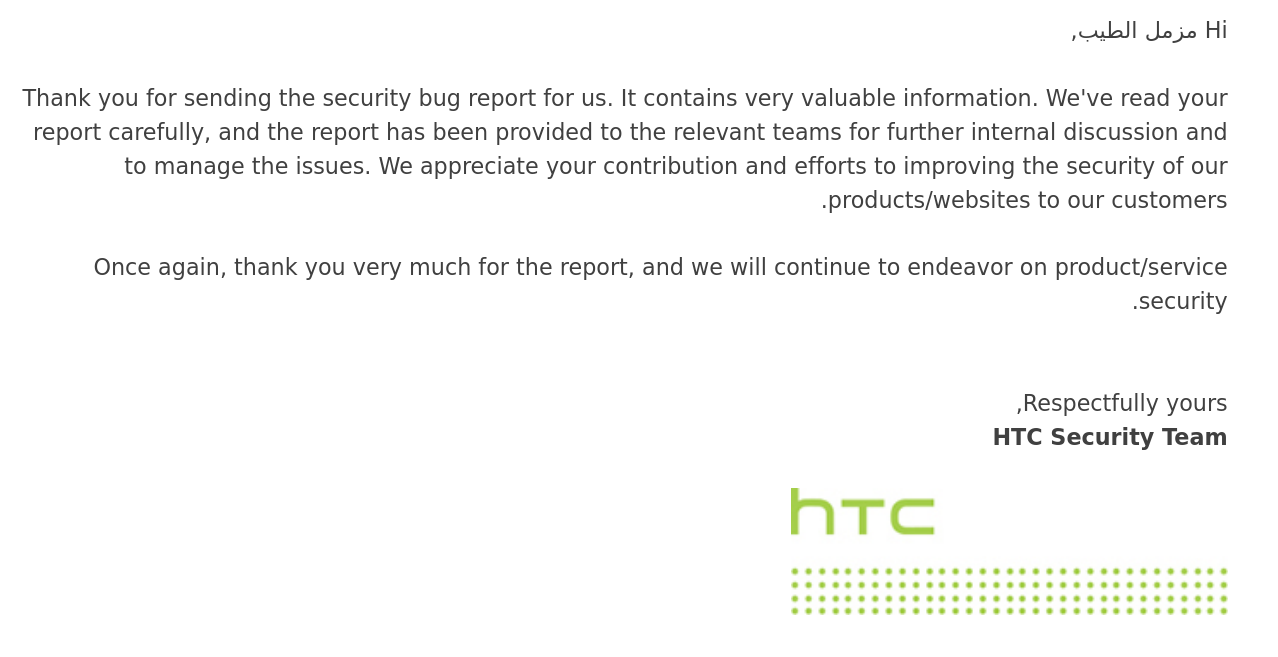 Hi مزمل الطيب,
Thank you for sending the security bug report for us. It contains very valuable information. We've read your
report carefully, and the report has been provided to the relevant teams for further internal discussion and
to manage the issues. We appreciate your contribution and efforts to improving the security of our
products/websites to our customers.
Once again, thank you very much for the report, and we will continue to endeavor on product/service
security.
Respectfully yours,
HTC Security Team
hTC